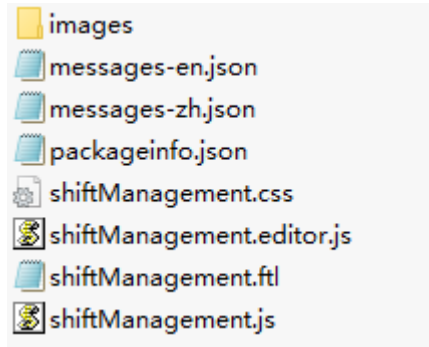 images
messages-en.json
messages-zh.json
packageinfo.json
shiftManagement.css
shiftManagement.editor.js
shiftManagement.ftl
shiftManagement.js